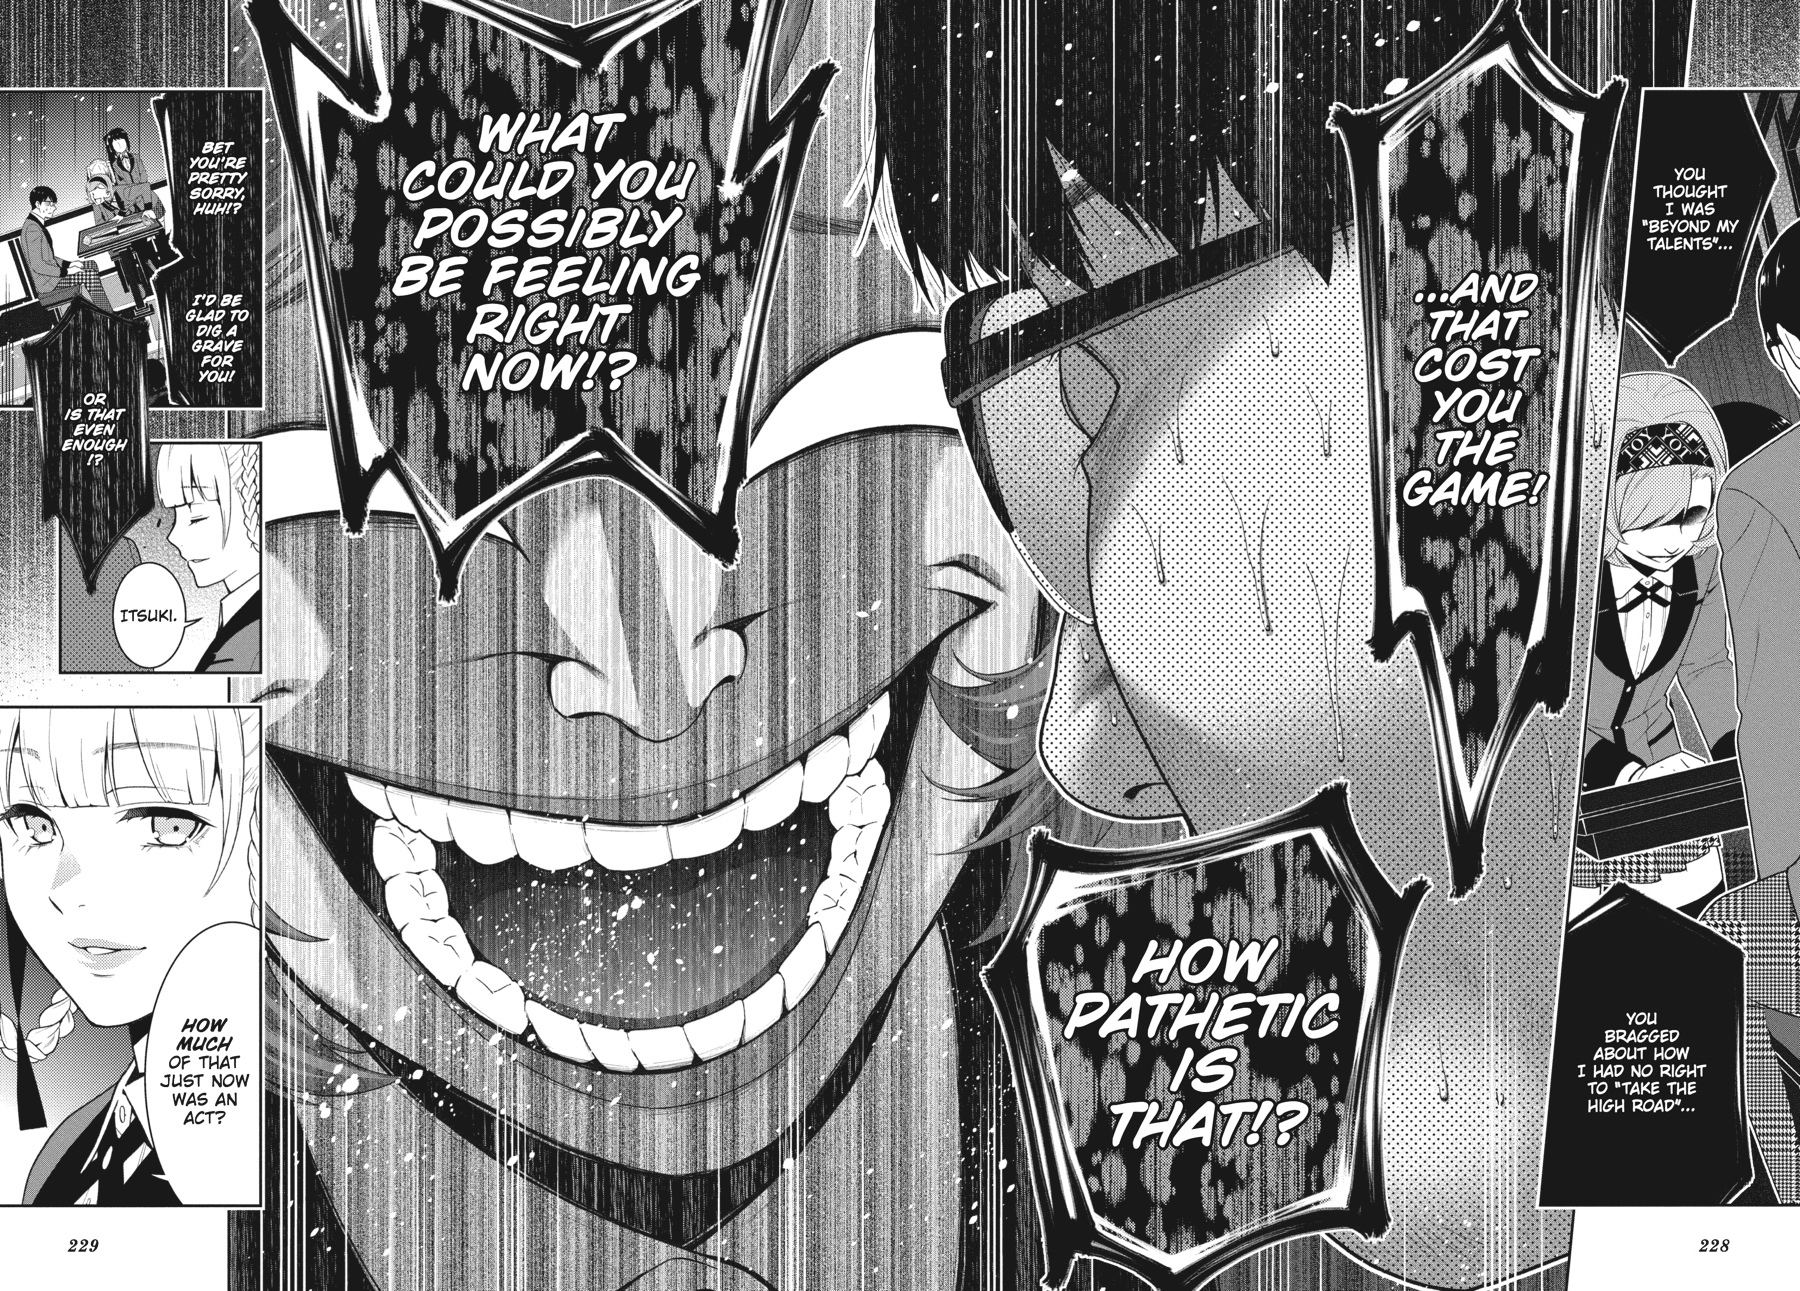 YOU
THOUGHT
I WAS
"BEYOND MY
TALENTS"...
...AND
THAT
COST
YOU
THE
GAME!
YOU
BRAGGED
ABOUT HOW
I HAD NO RIGHT
TO "TAKE THE
HIGH ROAD"...
HOW
PATHETIC
IS
THAT!?
WHAT
COULD YOU
POSSIBLY
BE FEELING
RIGHT
NOW!?
BET
YOU'RE
PRETTY
SORRY,
HUH!?
I'D BE
GLAD TO
DIG A
GRAVE
FOR
YOU!
OR
IS THAT
EVEN
ENOUGH
!?
ITSUKI.
HOW
MUCH
OF THAT
JUST NOW
WAS AN
ACT?
229
228